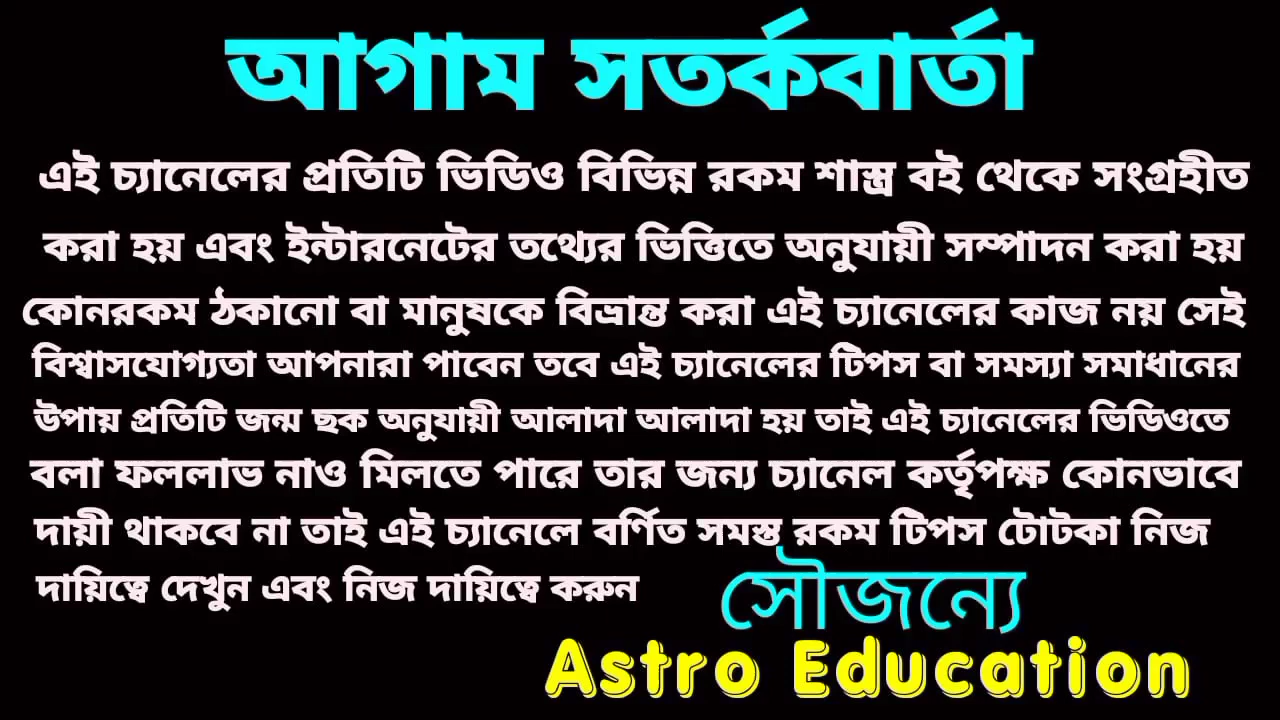 আগাম সতর্কবার্তা
এই চ্যানেলের প্রতিটি ভিডিও বিভিন্ন রকম শাস্ত্র বই থেকে সংগ্রহীত
করা হয় এবং ইন্টারনেটের তথ্যের ভিত্তিতে অনুযায়ী সম্পাদন করা হয়
কোনরকম ঠকানো বা মানুষকে বিভ্রান্ত করা এই চ্যানেলের কাজ নয় সেই
বিশ্বাসযোগ্যতা আপনারা পাবেন তবে এই চ্যানেলের টিপস বা সমস্যা সমাধানের
উপায় প্রতিটি জন্ম ছক অনুযায়ী আলাদা আলাদা হয় তাই এই চ্যানেলের ভিডিওতে
বলা ফললাভ নাও মিলতে পারে তার জন্য চ্যানেল কর্তৃপক্ষ কোনভাবে
দায়ী থাকবে না তাই এই চ্যানেলে বর্ণিত সমস্ত রকম টিপস টোটকা নিজ
দায়িত্বে দেখুন এবং নিজ দায়িত্বে করুন
সৌজন্যে
Astro Education